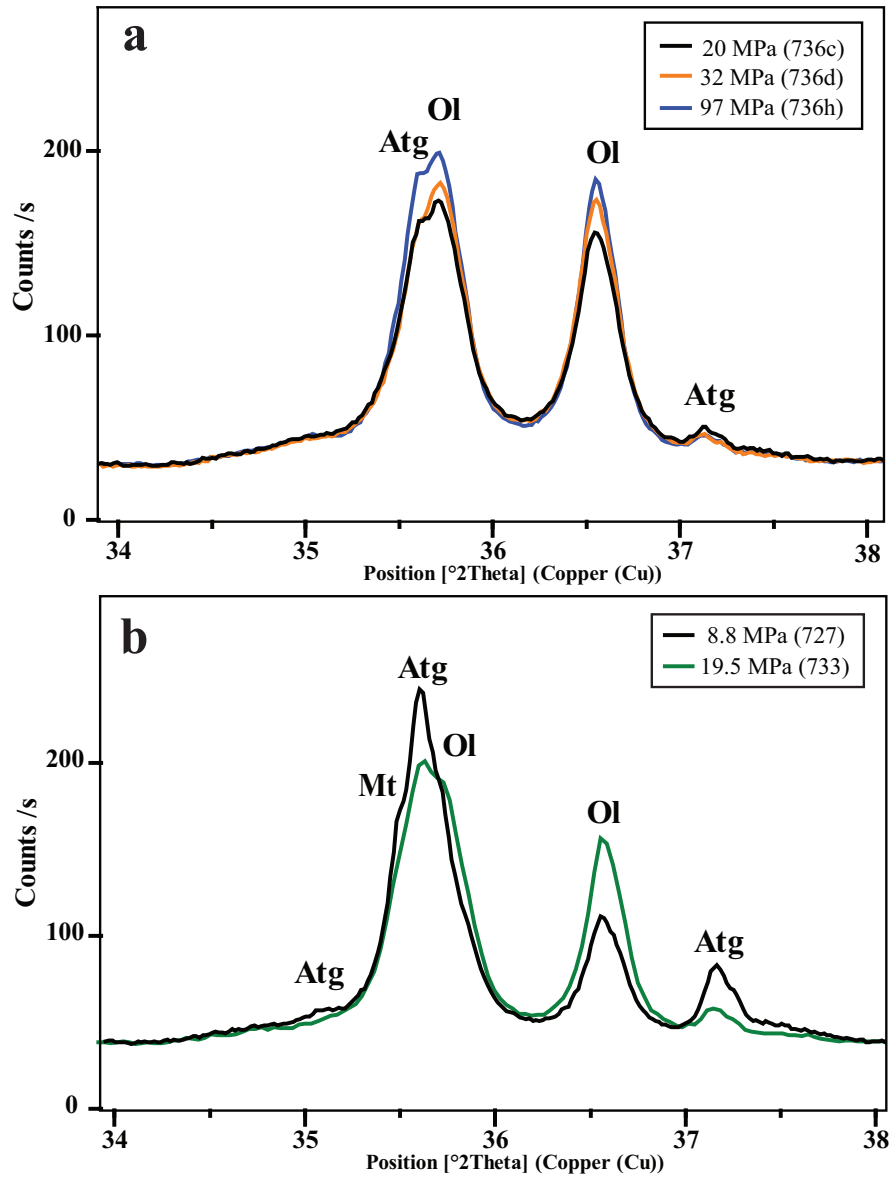 a
20 MPa (736c)
32 MPa (736d)
97 MPa (736h)
Ol
Atg
Ol
Atg
200
100
0
Counts /s
34
35
36
37
38
Position [°2Theta] (Copper (Cu))
b
8.8 MPa (727)
19.5 MPa (733)
Atg
Ol
Mt
Ol
Atg
Atg
200
100
0
Counts /s
34
35
36
37
38
Position [°2Theta] (Copper (Cu))